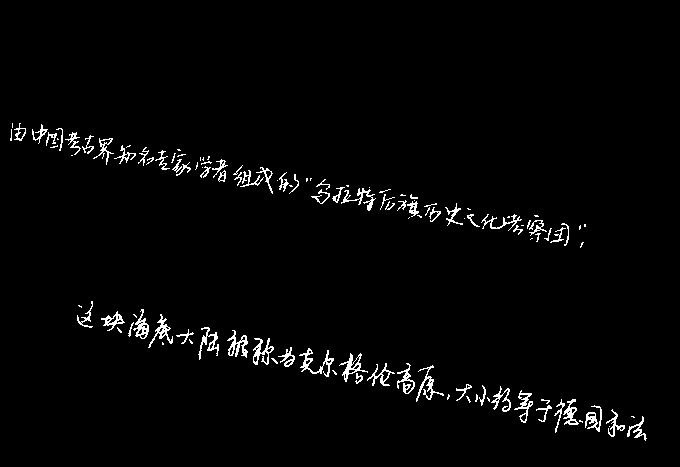 由中国考古界知名专家学者组成的“乌拉特后旗历史文化考察团”,
这块海底大陆被称为克尔格伦高原,大小约等于德国和法